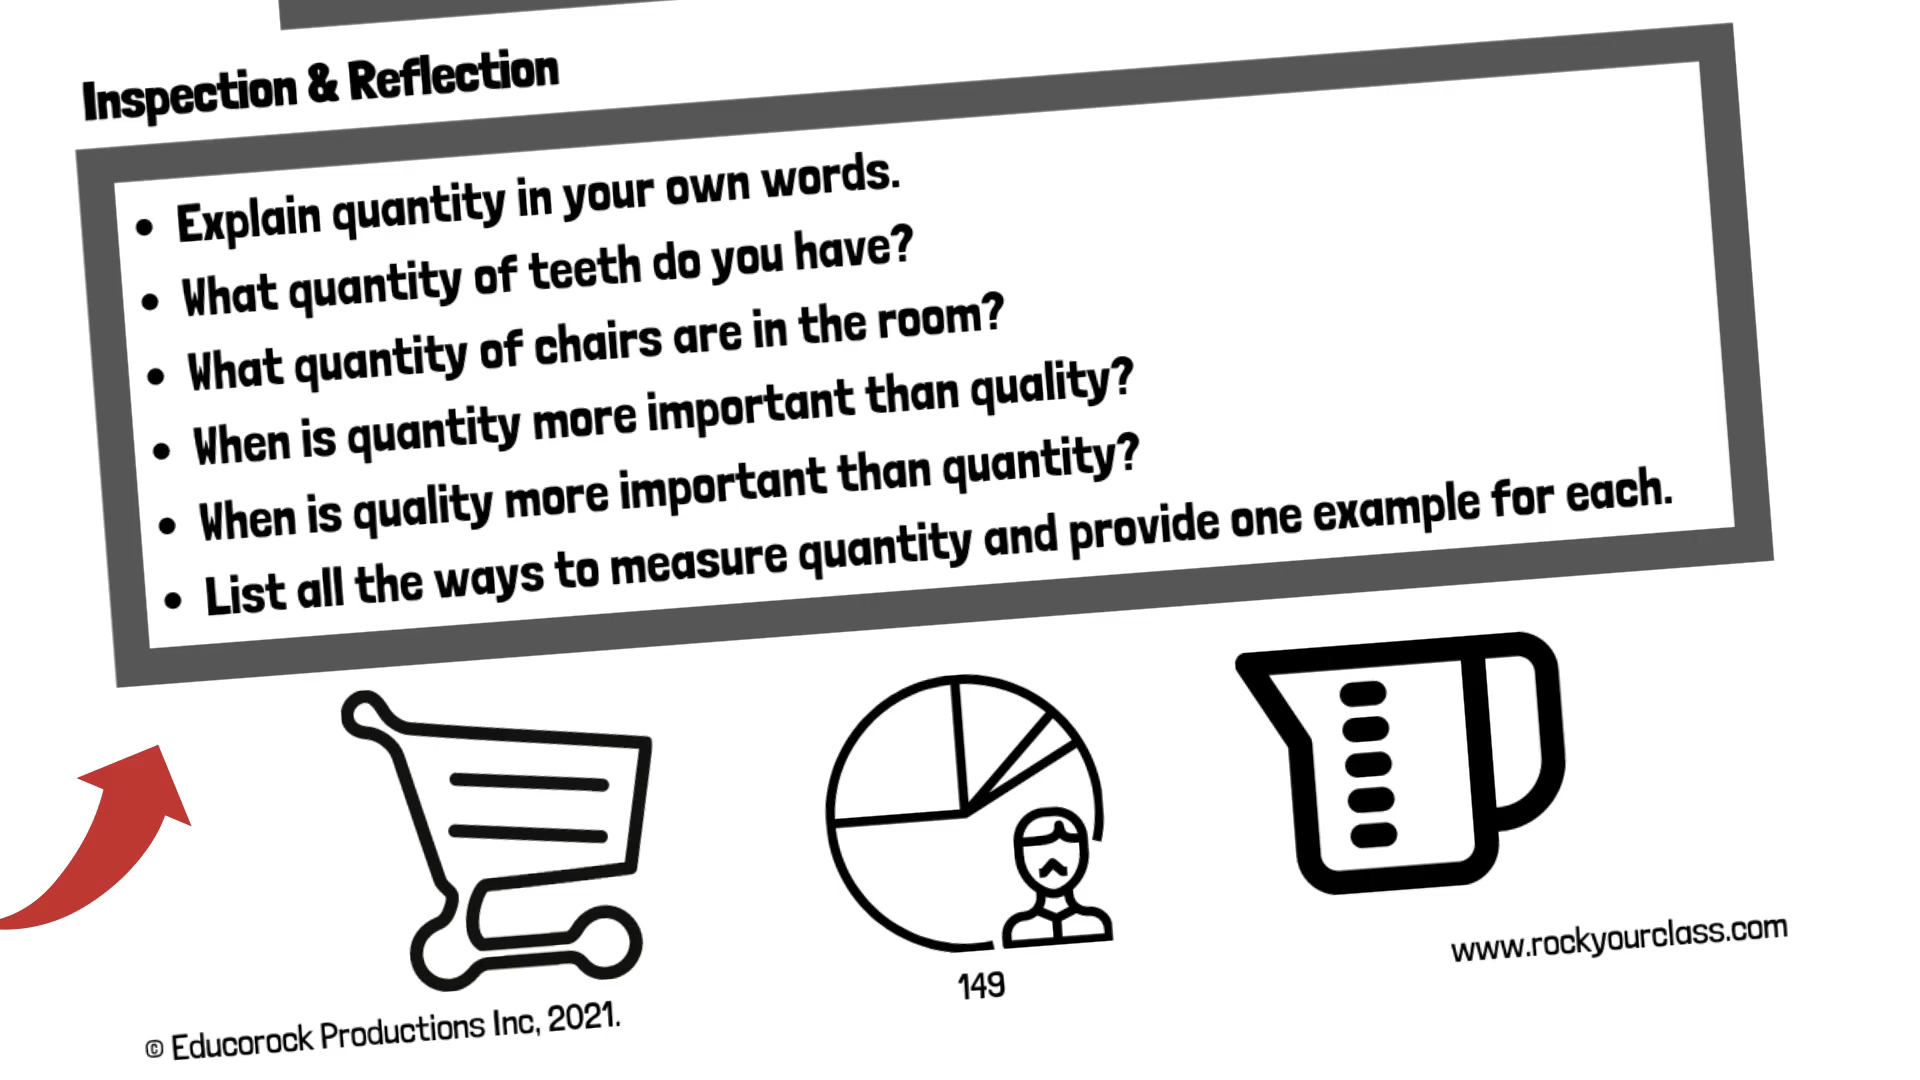 Inspection & Reflection
• Explain quantity in your own words.
• What quantity of teeth do you have?
• What quantity of chairs are in the room?
• When is quantity more important than quality?
• When is quality more important than quantity?
• List all the ways to measure quantity and provide one example for each.
149
www.rockyourclass.com
© Educorock Productions Inc, 2021.